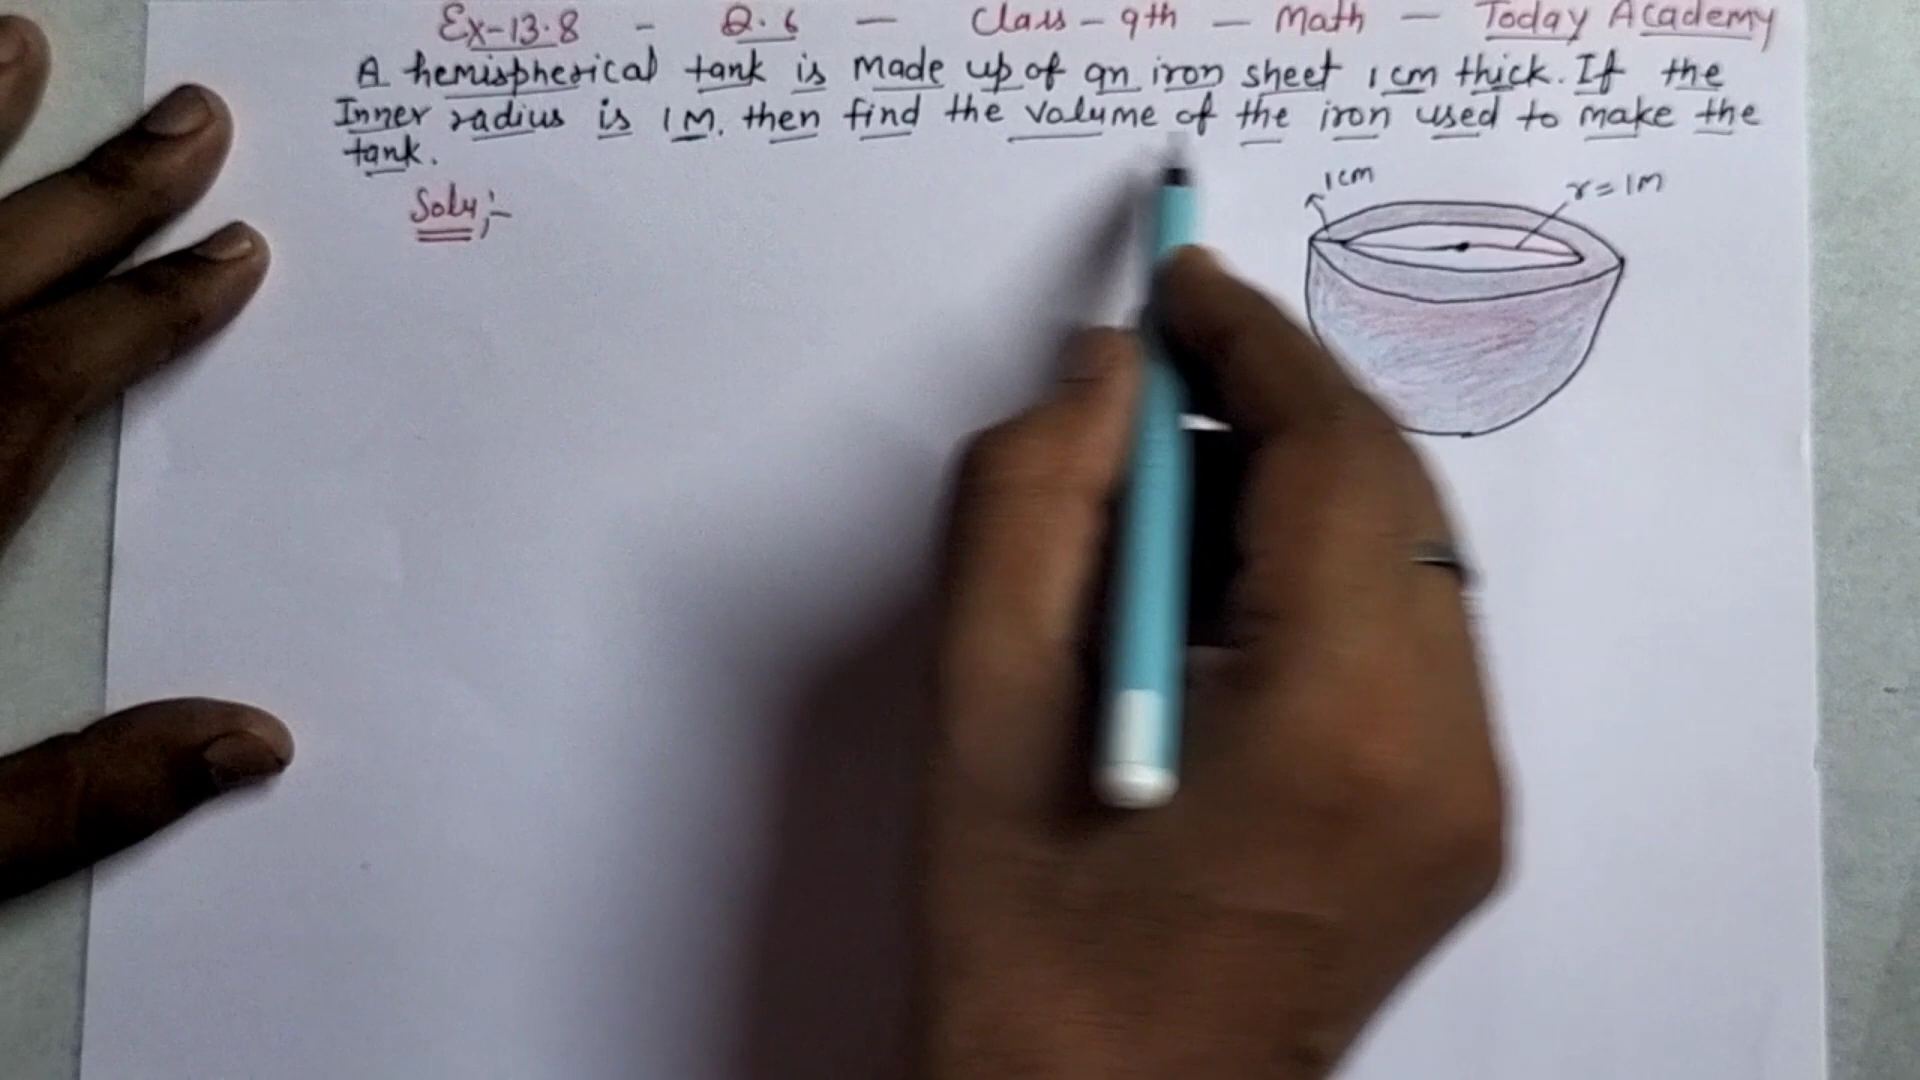 Ex-13.8 - Q.6 - Class - 9th - Math - Today Academy
A hemispherical tank is made up of an iron sheet 1cm thick. If the
Inner radius is 1M. then find the volume of the iron used to make the
tank.
Solu;-
1cm
r=1M